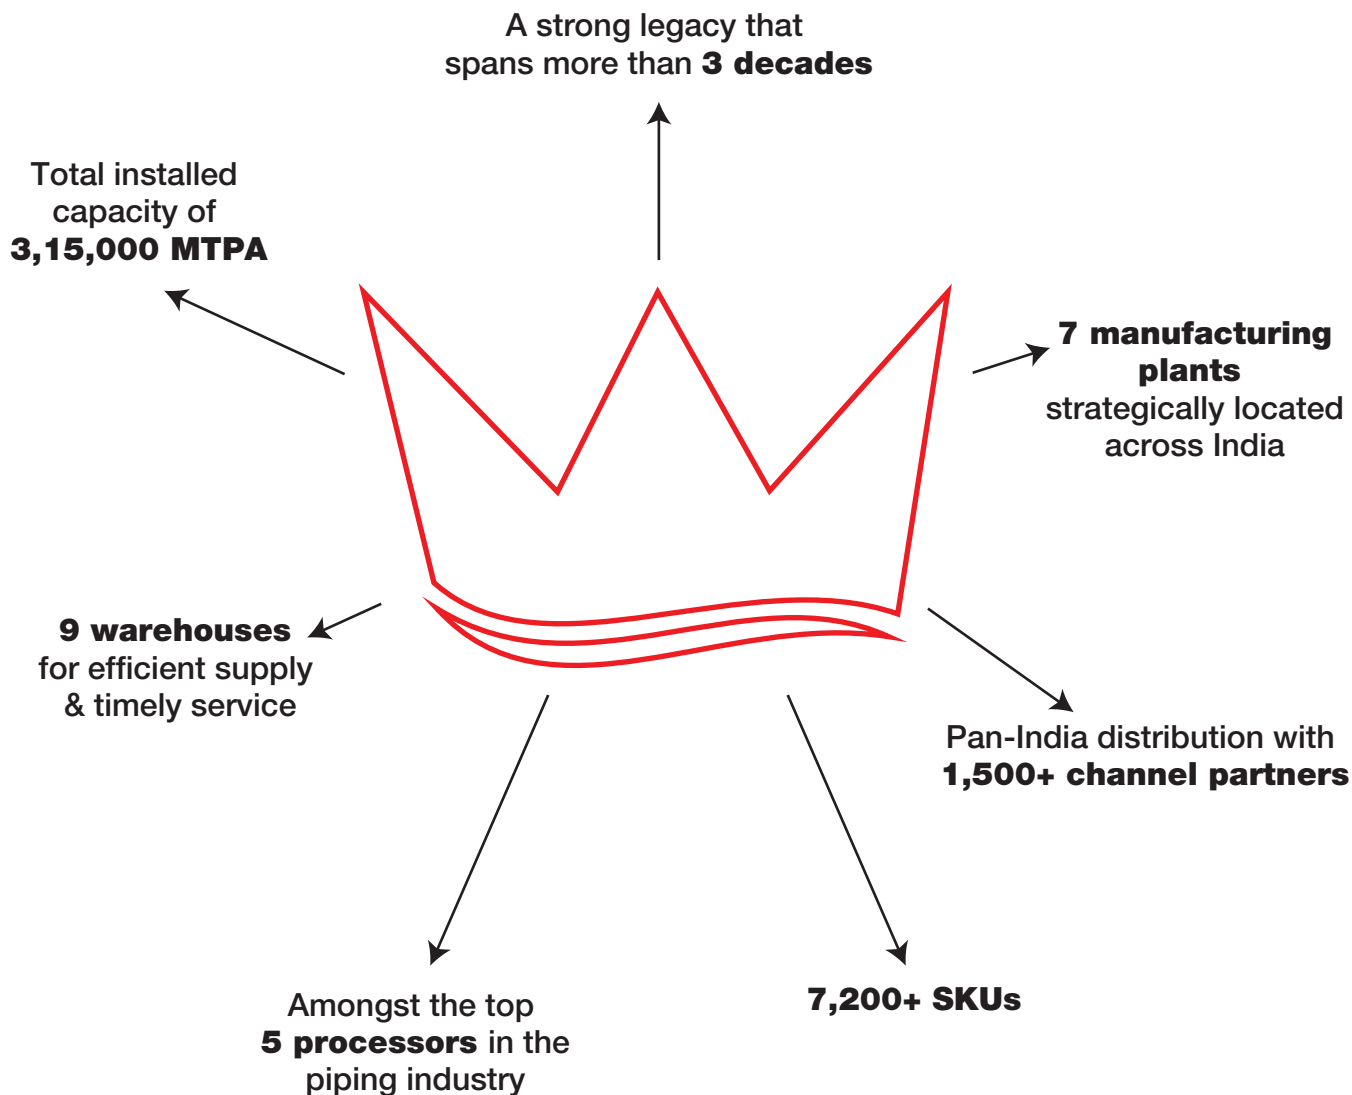 A strong legacy that
spans more than 3 decades
Total installed
capacity of
3,15,000 MTPA
7 manufacturing
plants
strategically located
across India
9 warehouses
for efficient supply
& timely service
Pan-India distribution with
1,500+ channel partners
Amongst the top
5 processors in the
piping industry
7,200+ SKUs